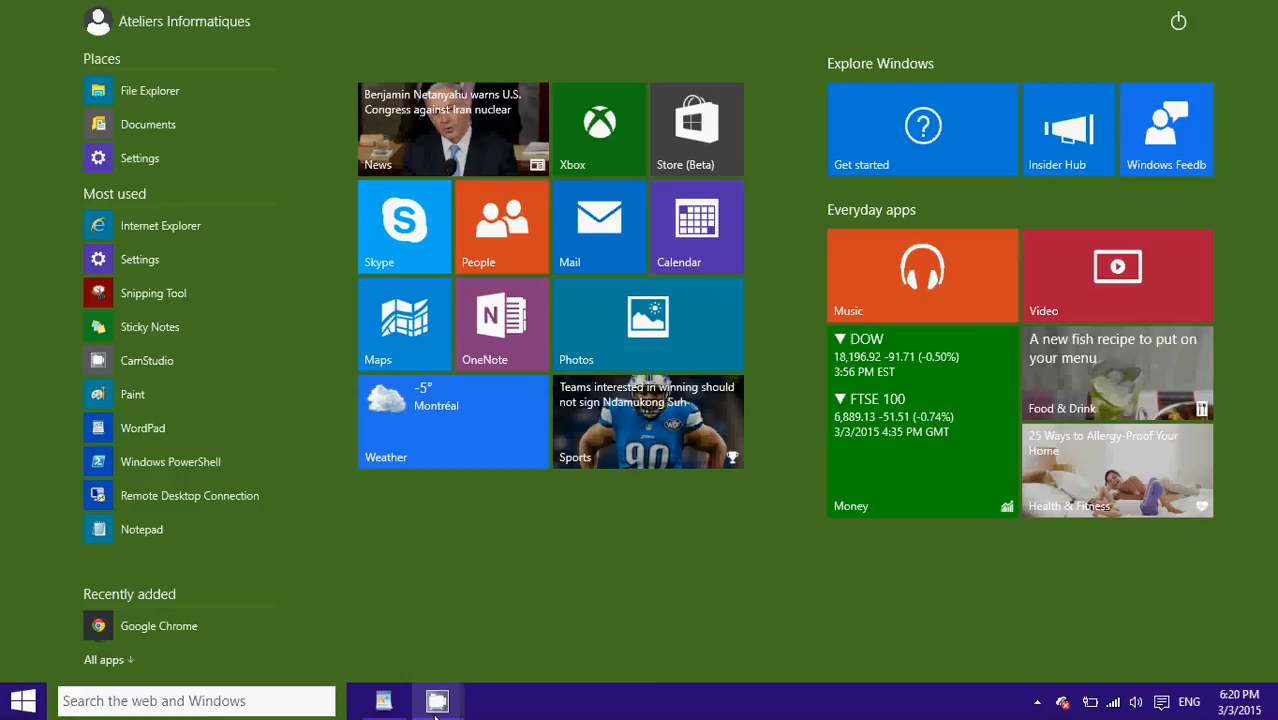 Ateliers Informatiques
Places
File Explorer
Documents
Settings
Most used
Internet Explorer
Settings
Snipping Tool
Sticky Notes
CamStudio
Paint
WordPad
Windows PowerShell
Remote Desktop Connection
Notepad
Recently added
Google Chrome
All apps
Benjamin Netanyahu warns U.S.
Congress against Iran nuclear
News
Xbox
Store (Beta)
Skype
People
Mail
Calendar
Maps
N
OneNote
Photos
-5°
Montréal
Weather
Teams interested in winning should
not sign Ndamukong Suh
90
Sports
Explore Windows
Get started
Insider Hub
Windows Feedb
Everyday apps
Music
Video
▼ DOW
18,196.92 -91.71 (-0.50%)
3:56 PM EST
▼ FTSE 100
6,889.13 -51.51 (-0.74%)
3/3/2015 4:35 PM GMT
Money
A new fish recipe to put on
your menu
Food & Drink
25 Ways to Allergy-Proof Your
Home
Health & Fitness
Search the web and Windows
ENG
6:20 PM
3/3/2015